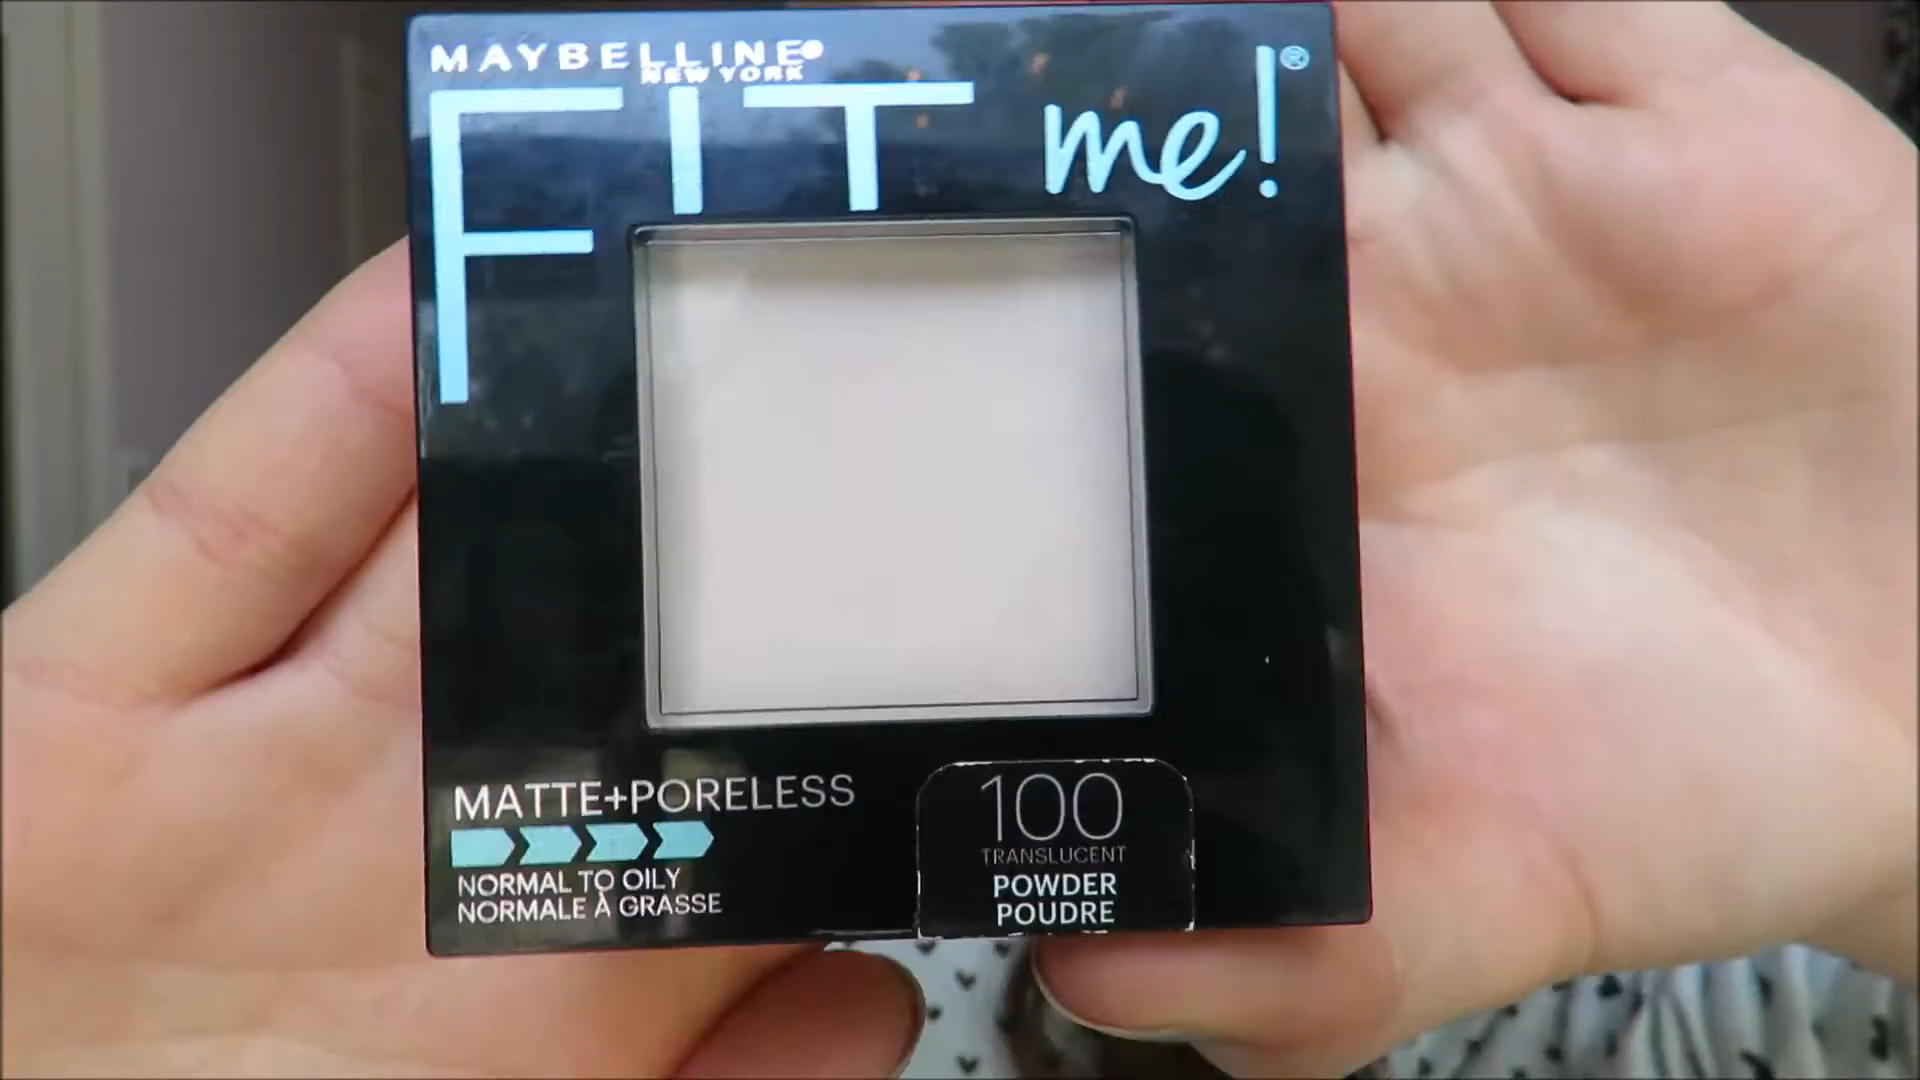 MAYBELLINE
NEW YORK
FIT me!®
MATTE+PORELESS
NORMAL TO OILY
NORMALE À GRASSE
100
TRANSLUCENT
POWDER
POUDRE